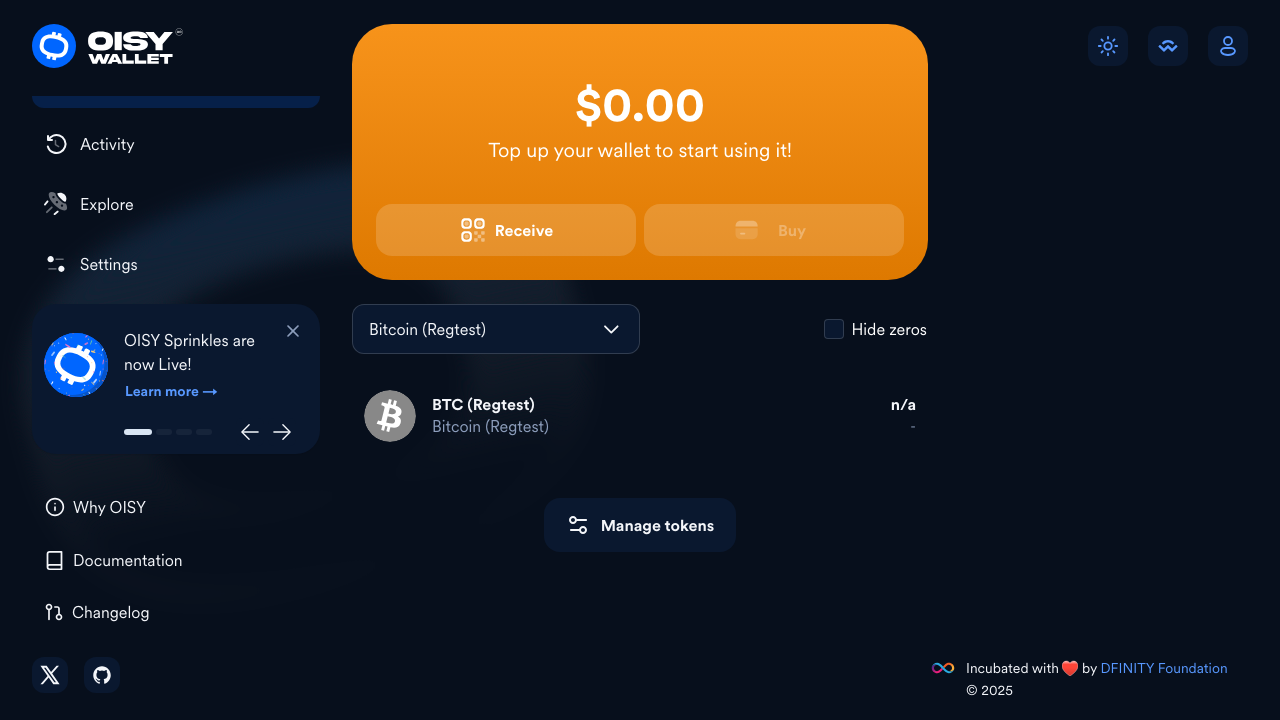 OISY
WALLET
Activity
Explore
Settings
OISY Sprinkles are
now Live!
Learn more →
Why OISY
Documentation
Changelog
$0.00
Top up your wallet to start using it!
Receive
Buy
Bitcoin (Regtest)
Hide zeros
BTC (Regtest)
n/a
Bitcoin (Regtest)
-
Manage tokens
Incubated with ❤️ by DFINITY Foundation
© 2025